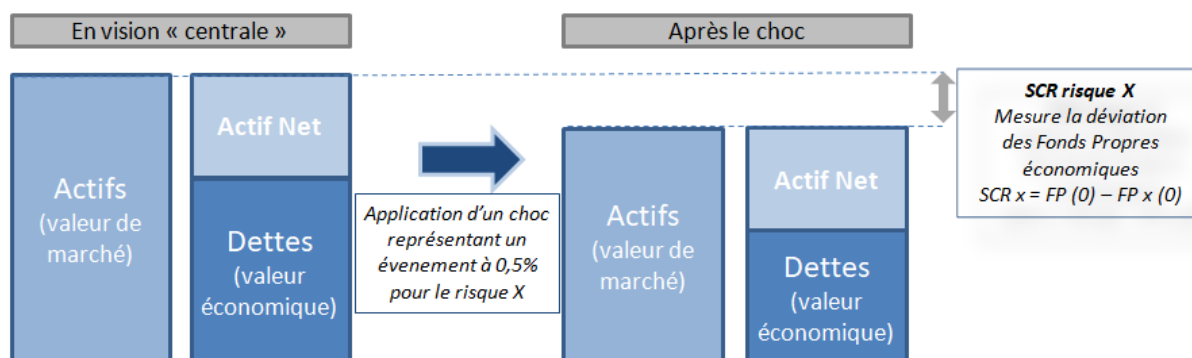 En vision « centrale »
Après le choc
Actifs
(valeur de
marché)
Actif Net
Dettes
(valeur
économique)
Application d'un choc
représentant un
évenement à 0,5%
pour le risque X
Actifs
(valeur de
marché)
Actif Net
Dettes
(valeur
économique)
SCR risque X
Mesure la déviation
des Fonds Propres
économiques
SCR x = FP (0) – FP x (0)